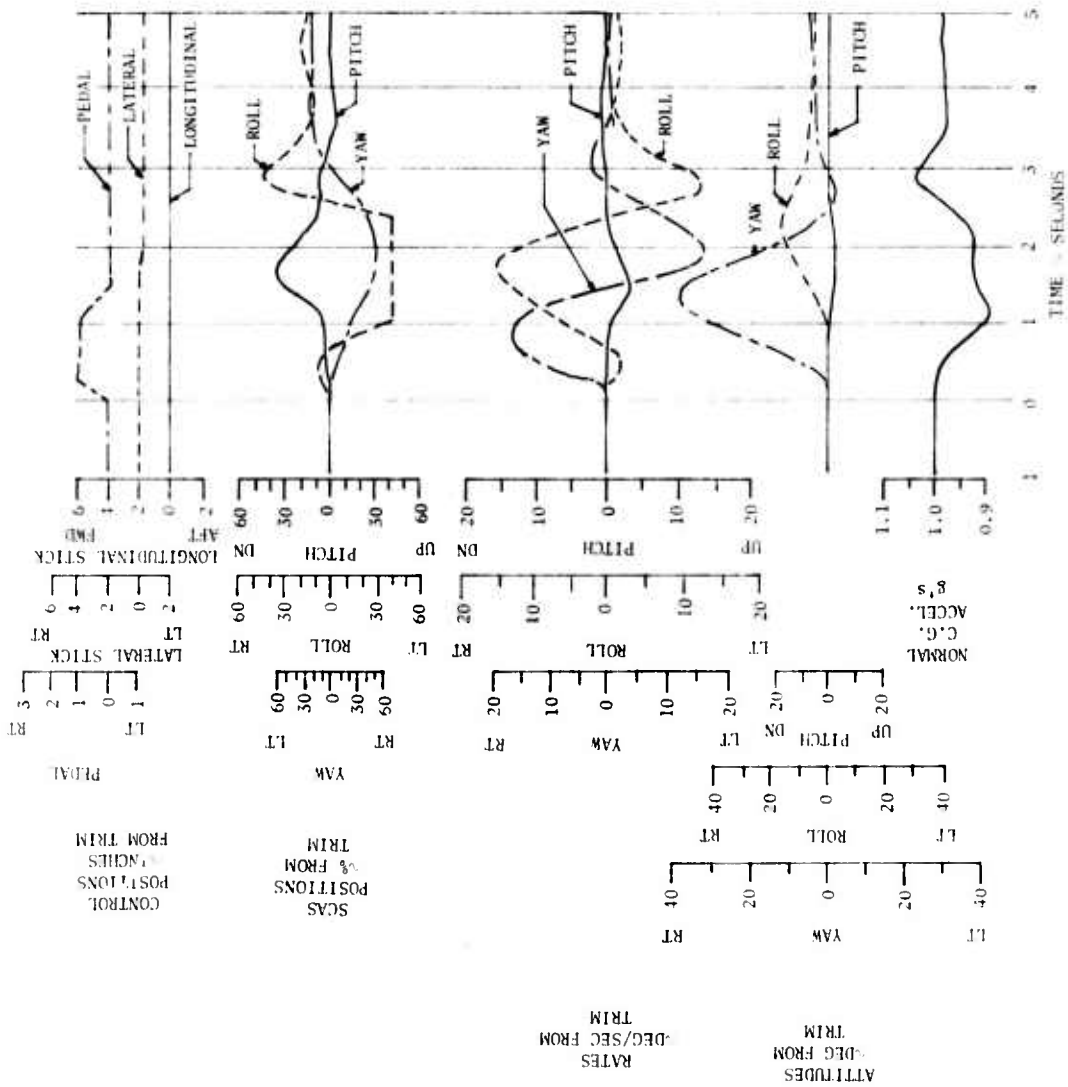 PEDAL
LATERAL
LONGITUDINAL
ROLL
PITCH
YAW
PITCH
YAW
ROLL
ROLL
PITCH
YAW
CONTROL
POSITIONS
INCHES
FROM TRIM
PEDAL
RT
3
2
1
0
1
LT
LATERAL STICK
RT
6
4
2
0
2
LT
LONGITUDINAL STICK
FWD
6
4
2
0
2
AFT
SCAS
POSITIONS
~% FROM
TRIM
YAW
LT
60
30
0
30
60
RT
ROLL
RT
60
30
0
30
60
LT
PITCH
DN
60
30
0
30
60
UP
RATES
~DEG/SEC FROM
TRIM
YAW
RT
20
10
0
10
20
LT
ROLL
RT
20
10
0
10
20
LT
PITCH
DN
20
10
0
10
20
UP
ATTITUDES
~DEG FROM
TRIM
YAW
RT
40
20
0
20
40
LT
ROLL
RT
40
20
0
20
40
LT
PITCH
DN
20
0
20
UP
NORMAL
C.G.
ACCEL.
g's
1.1
1.0
0.9
1
0
1
2
3
4
5
TIME - SECONDS